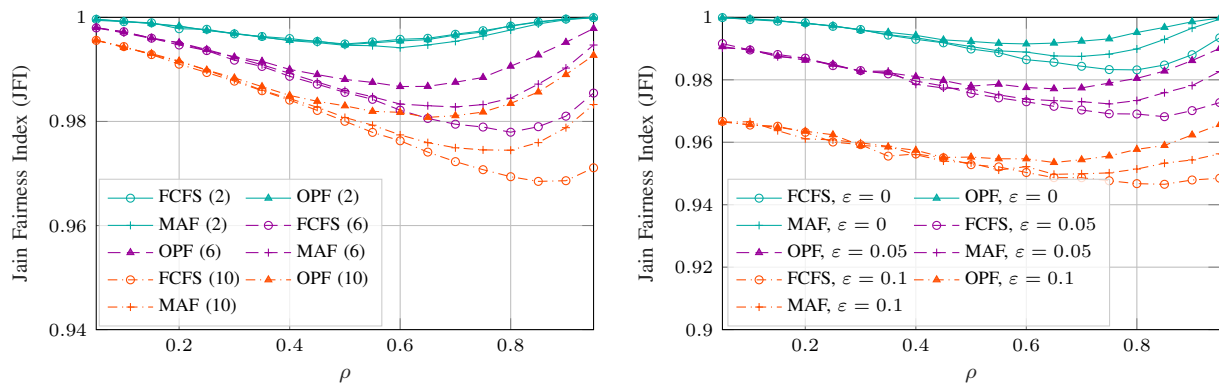 Jain Fairness Index (JFI)
1
0.98
0.96
0.94
0.2
0.4
0.6
0.8
ρ
FCFS (2)
OPF (2)
MAF (2)
FCFS (6)
OPF (6)
MAF (6)
FCFS (10)
OPF (10)
MAF (10)
Jain Fairness Index (JFI)
1
0.98
0.96
0.94
0.92
0.9
0.2
0.4
0.6
0.8
ρ
FCFS, ε = 0
OPF, ε = 0
MAF, ε = 0
FCFS, ε = 0.05
OPF, ε = 0.05
MAF, ε = 0.05
FCFS, ε = 0.1
OPF, ε = 0.1
MAF, ε = 0.1